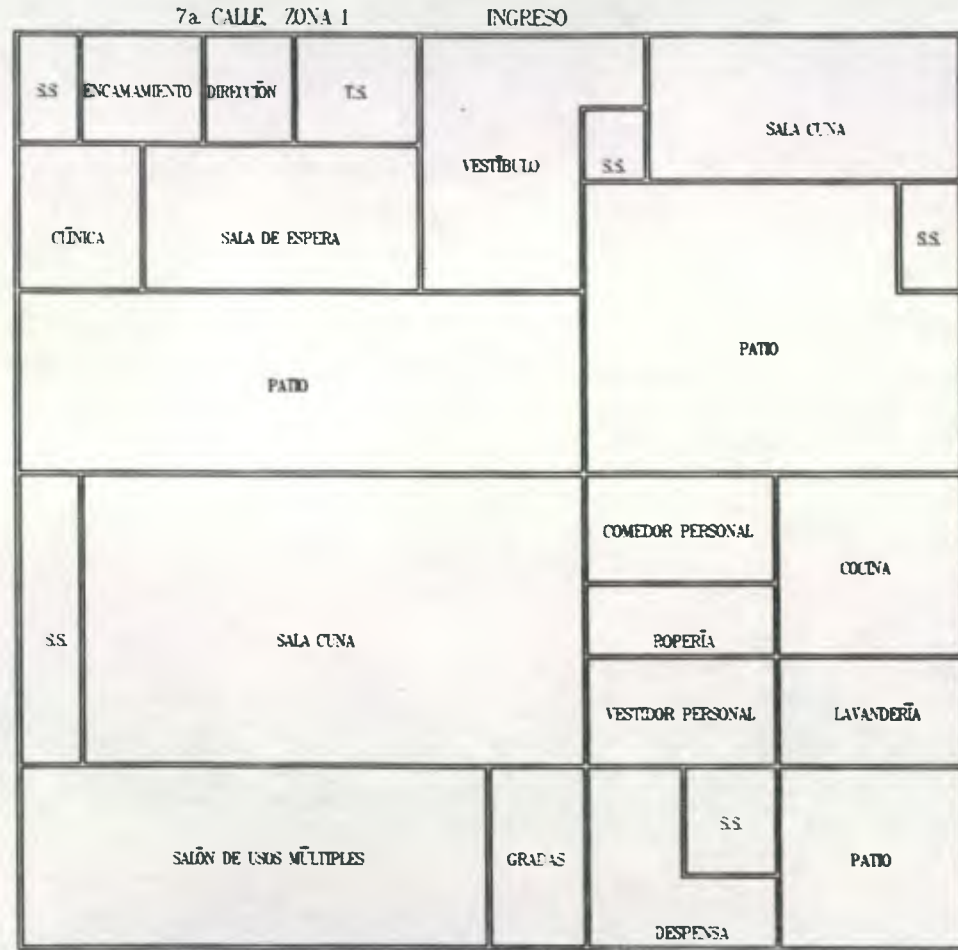 7a. CALLE, ZONA 1
INGRESO
S.S.
ENCAMAMIENTO
DIRECCIÓN
T.S.
VESTÍBULO
S.S.
SALA CUNA
CLÍNICA
SALA DE ESPERA
S.S.
PATIO
PATIO
COMEDOR PERSONAL
COCINA
S.S.
SALA CUNA
ROPERÍA
VESTIDOR PERSONAL
LAVANDERÍA
SALÓN DE USOS MÚLTIPLES
GRADAS
S.S.
PATIO
DESPENSA